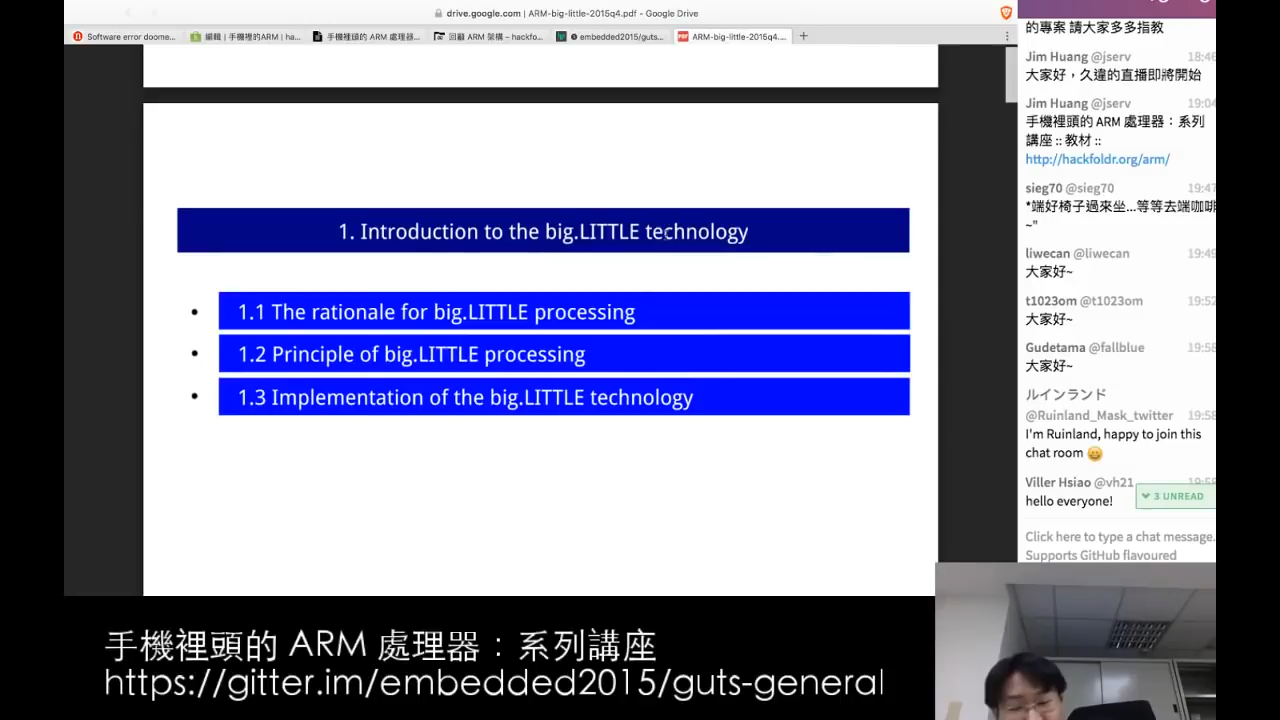 drive.google.com | ARM-big-little-2015q4.pdf - Google Drive
Software error doome...
編輯 | 手機裡的ARM | ha...
手機裡頭的 ARM 處理器...
回顧 ARM 架構 – hackfo...
embedded2015/guts...
ARM-big-little-2015q4....
1. Introduction to the big.LITTLE technology
• 1.1 The rationale for big.LITTLE processing
• 1.2 Principle of big.LITTLE processing
• 1.3 Implementation of the big.LITTLE technology
的專案 請大家多多指教
Jim Huang @jserv 18:46
大家好，久違的直播即將開始
Jim Huang @jserv 19:04
手機裡頭的 ARM 處理器：系列
講座 :: 教材 ::
http://hackfoldr.org/arm/
sieg70 @sieg70 19:47
*端好椅子過來坐...等等去端咖啡
~"
liwecan @liwecan 19:49
大家好~
t1023om @t1023om 19:52
大家好~
Gudetama @fallblue 19:58
大家好~
ルインランド
@Ruinland_Mask_twitter 19:58
I'm Ruinland, happy to join this
chat room
Viller Hsiao @vh21
hello everyone!
3 UNREAD
Click here to type a chat message.
Supports GitHub flavoured
手機裡頭的 ARM 處理器：系列講座
https://gitter.im/embedded2015/guts-general